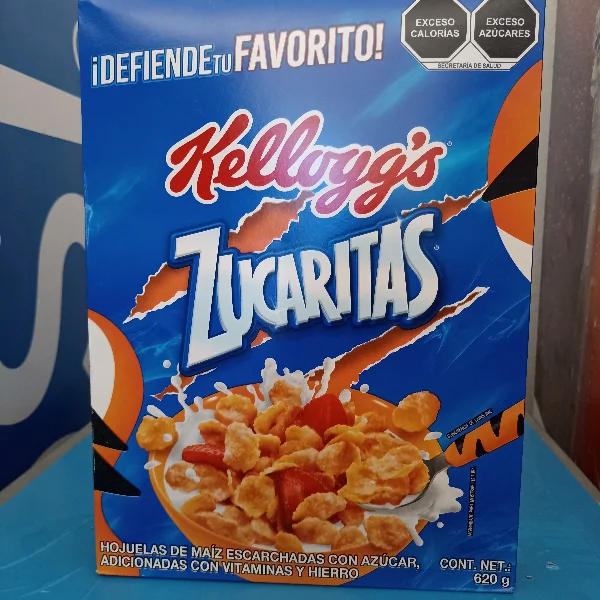 ¡DEFIENDE TU FAVORITO!
EXCESO CALORÍAS
EXCESO AZÚCARES
SECRETARÍA DE SALUD
Kellogg's
ZUCARITAS
HOJUELAS DE MAÍZ ESCARCHADAS CON AZÚCAR,
ADICIONADAS CON VITAMINAS Y HIERRO
CONT. NET.:
620 g